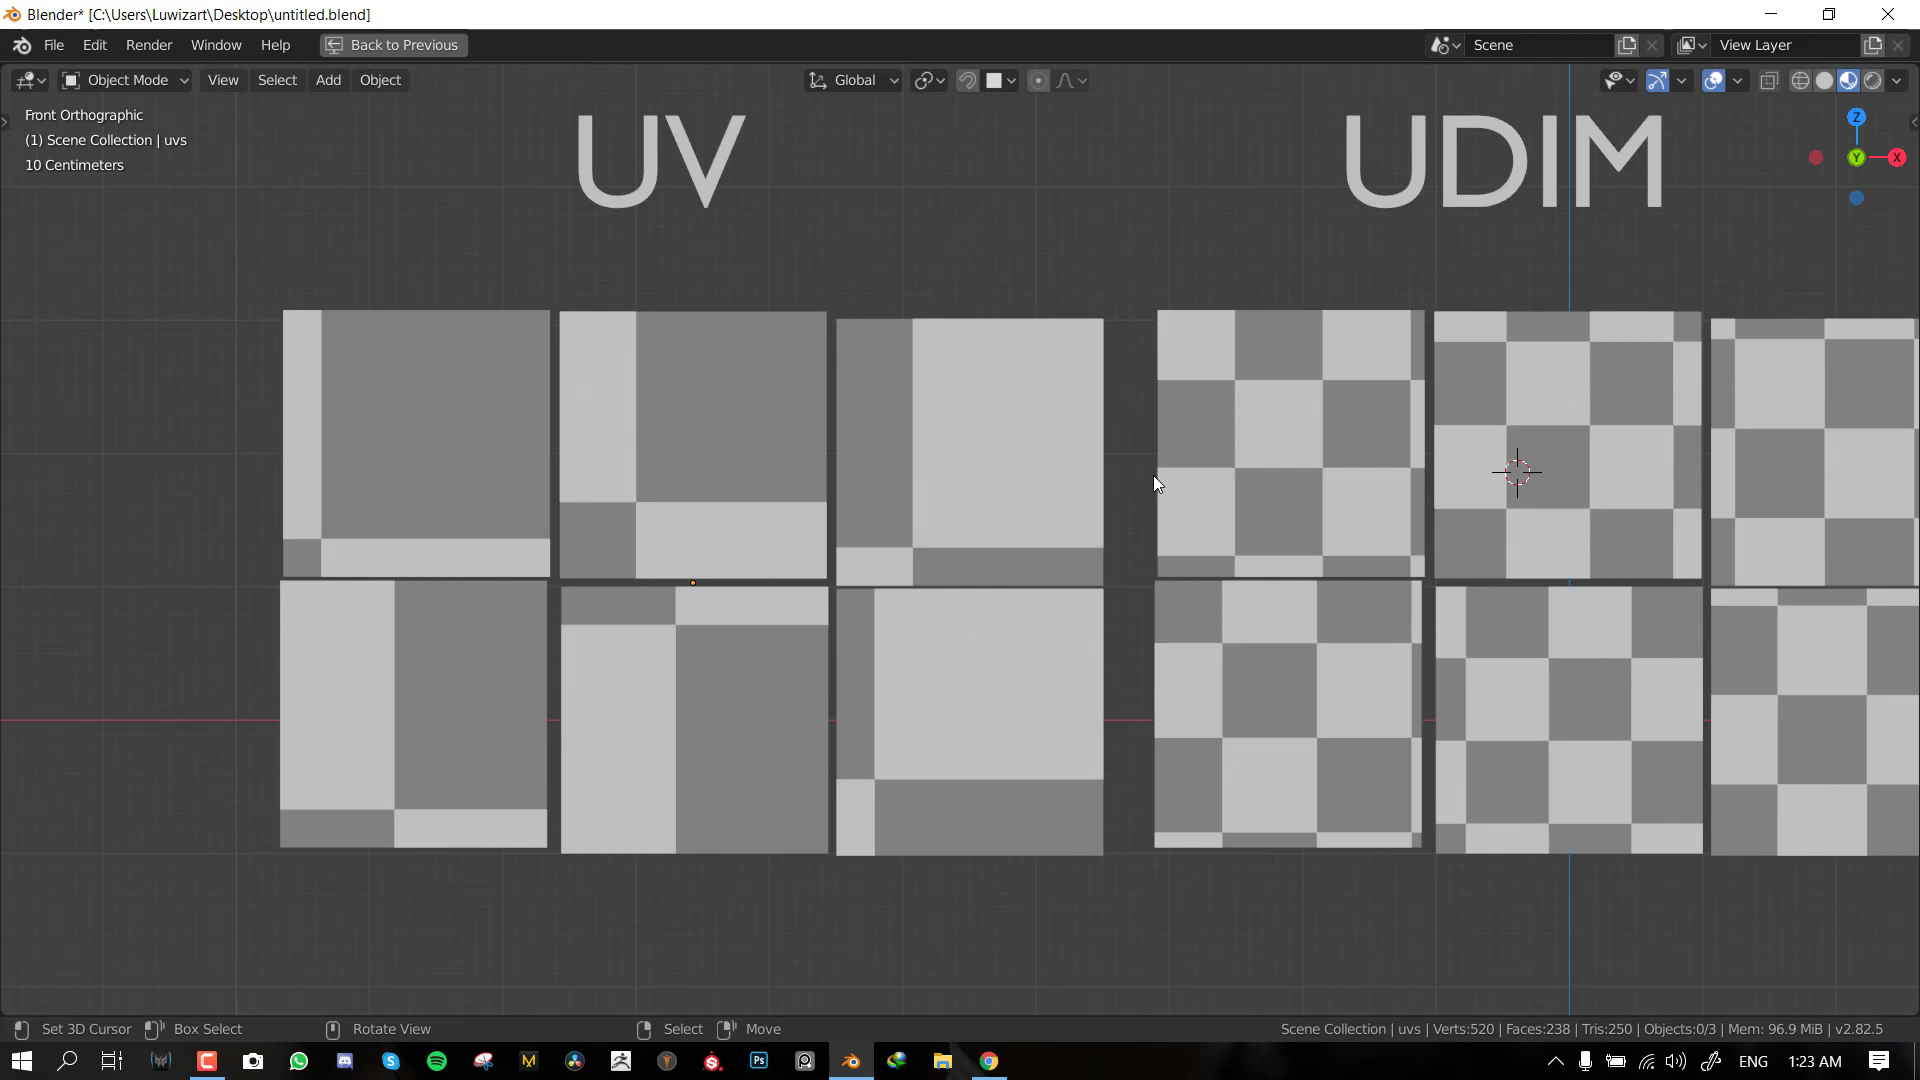 Blender* [C:\Users\Luwizart\Desktop\untitled.blend]
File Edit Render Window Help Back to Previous Scene View Layer
Object Mode View Select Add Object Global
Front Orthographic
(1) Scene Collection | uvs
10 Centimeters
UV UDIM
Z
Y X
Set 3D Cursor Box Select Rotate View Select Move Scene Collection | uvs | Verts:520 | Faces:238 | Tris:250 | Objects:0/3 | Mem: 96.9 MiB | v2.82.5
M Ps ENG 1:23 AM